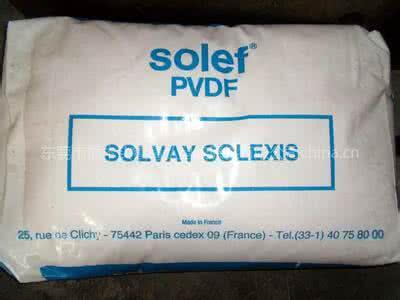 solef®
PVDF
SOLVAY SCLEXIS
Made in France
25, rue de Clichy - 75442 Paris cedex 09 (France) - Tel.(33-1) 40 75 80 00